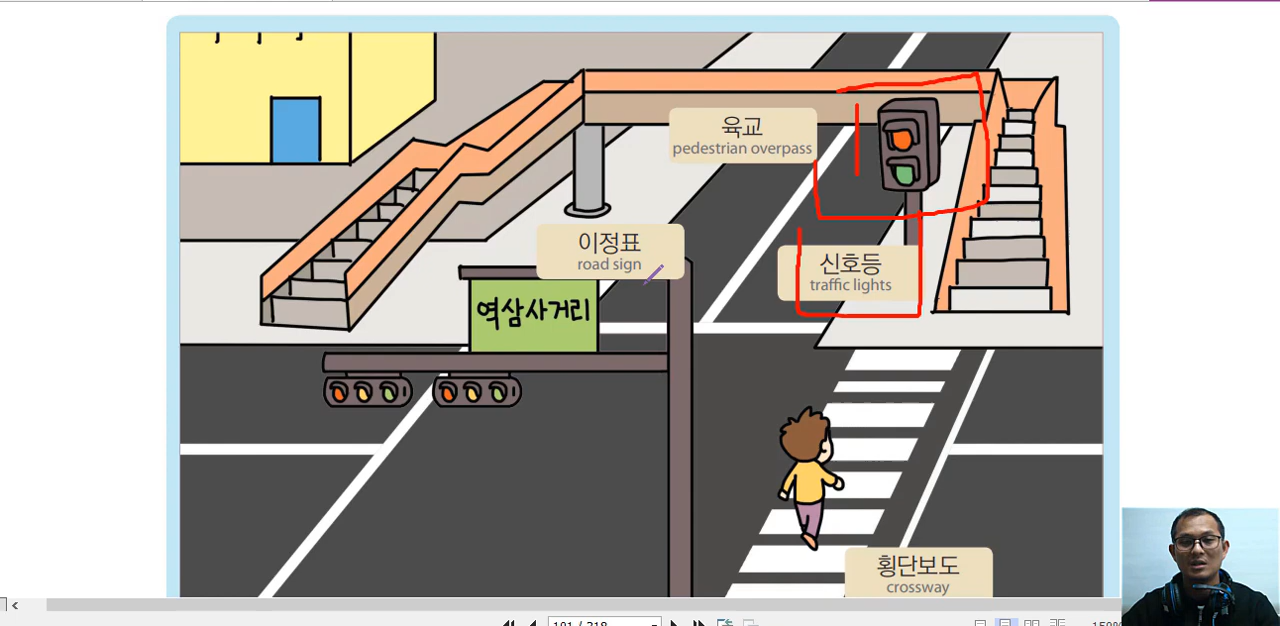 육교
pedestrian overpass
이정표
road sign
신호등
traffic lights
역삼사거리
횡단보도
crossway